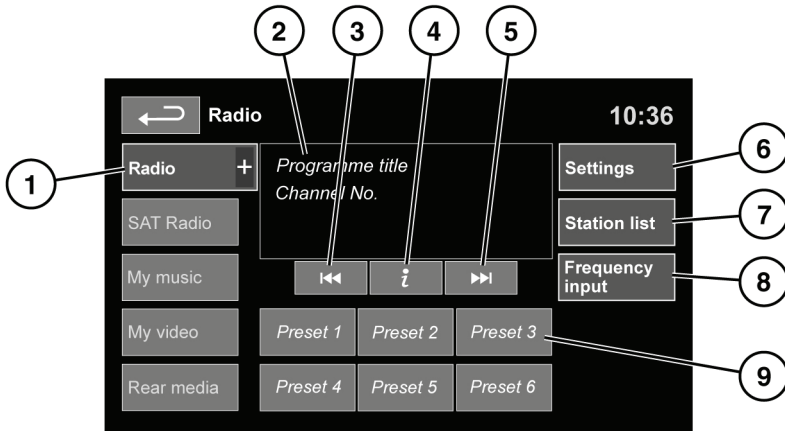 2
3
4
5
Radio
10:36
1
Radio +
Programme title
Channel No.
Settings
6
SAT Radio
Station list
7
My music
i
Frequency
input
8
My video
Preset 1
Preset 2
Preset 3
9
Rear media
Preset 4
Preset 5
Preset 6